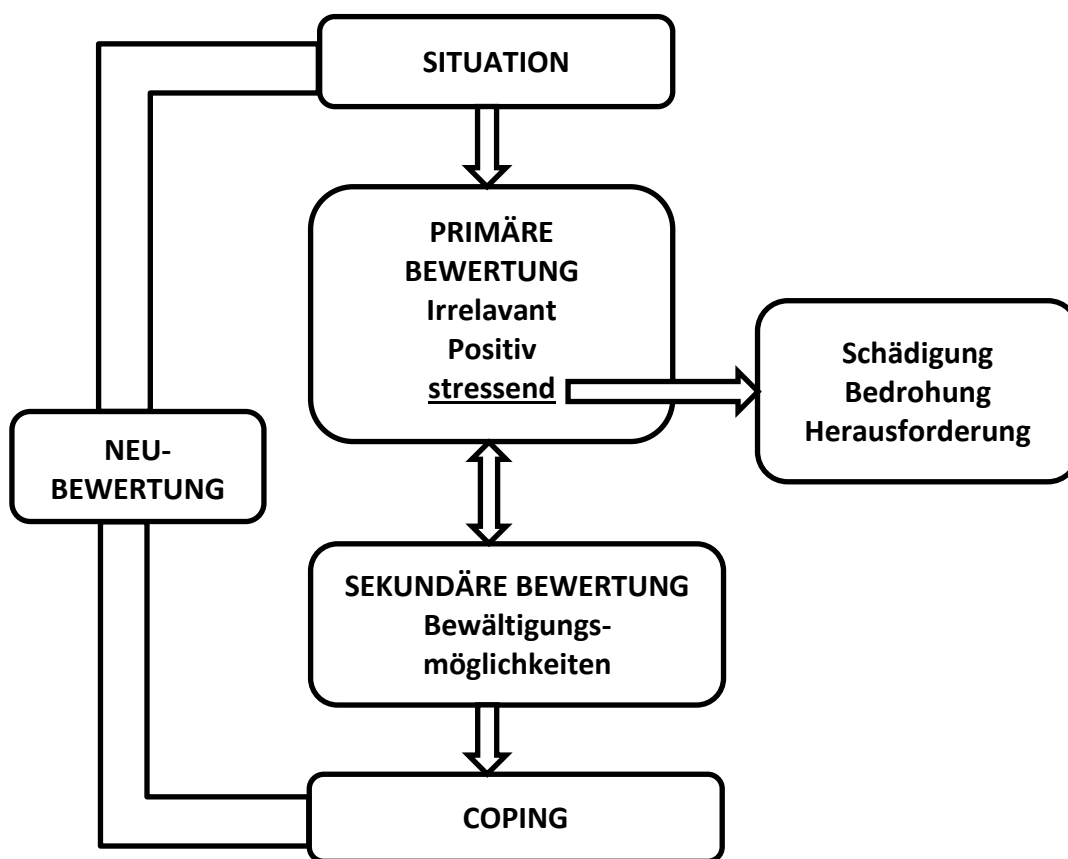 SITUATION
PRIMÄRE
BEWERTUNG
Irrelavant
Positiv
stressend
Schädigung
Bedrohung
Herausforderung
NEU-
BEWERTUNG
SEKUNDÄRE BEWERTUNG
Bewältigungs-
möglichkeiten
COPING